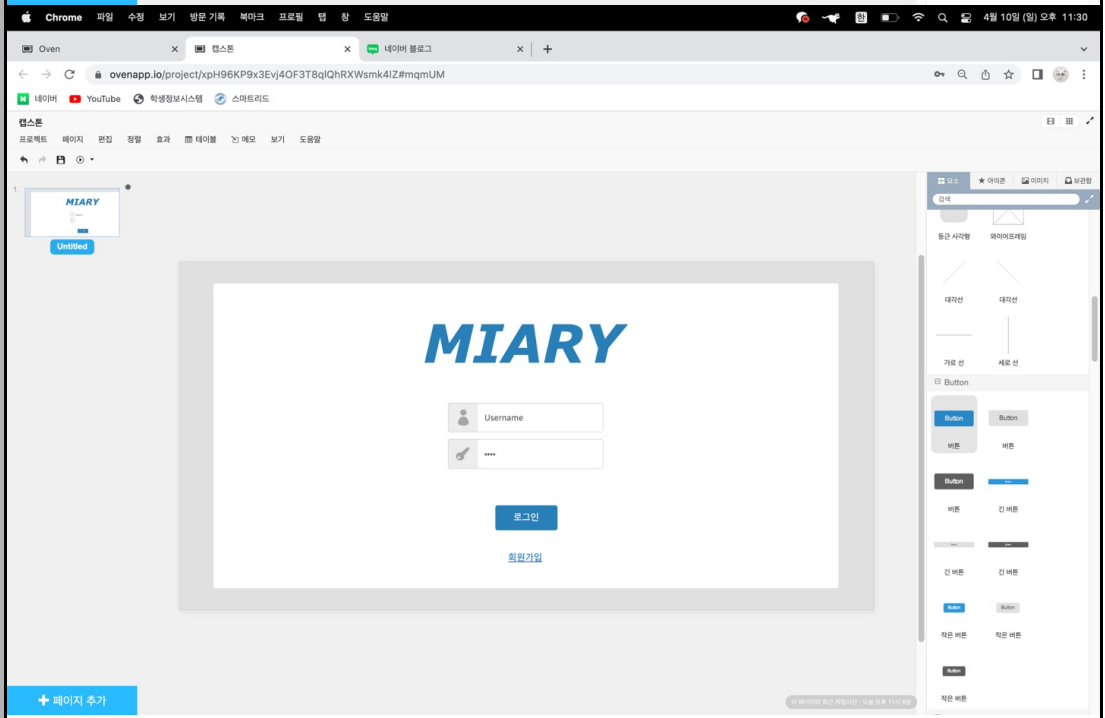 Chrome 파일 수정 보기 방문 기록 북마크 프로필 탭 창 도움말 한 4월 10일 (일) 오후 11:30
Oven 캡스톤 네이버 블로그
ovenapp.io/project/xpH96KP9x3Evj4OF3T8qIQhRXWsmk4IZ#mqmUM
네이버 YouTube 학생정보시스템 스마트리드
캡스톤
프로젝트 페이지 편집 정렬 효과 테이블 메모 보기 도움말
요소 아이콘 이미지 보관함
1.
MIARY
Untitled
검색
둥근 사각형 와이어프레임
대각선 대각선
가로 선 세로 선
Button
Button Button
버튼 버튼
Button
버튼 긴 버튼
긴 버튼 긴 버튼
Button Button
작은 버튼 작은 버튼
Button
작은 버튼
MIARY
Username
••••
로그인
회원가입
페이지 추가